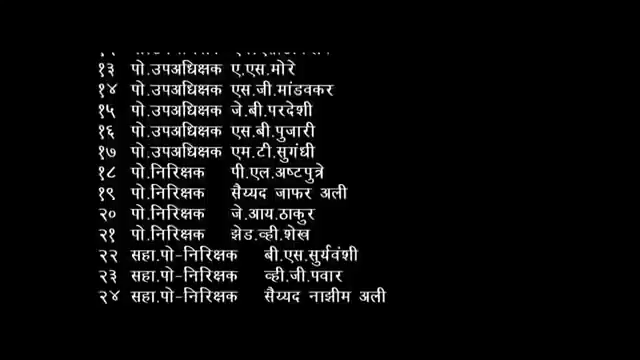 १३ पो.उपअधिक्षक ए.एस.मोरे
१४ पो.उपअधिक्षक एस.जी.मांडवकर
१५ पो.उपअधिक्षक जे.बी.परदेशी
१६ पो.उपअधिक्षक एस.बी.पुजारी
१७ पो.उपअधिक्षक एम.टी.सुगंधी
१८ पो.निरिक्षक पी.एल.अष्टपुत्रे
१९ पो.निरिक्षक सैय्यद जाफर अली
२० पो.निरिक्षक जे.आय.ठाकुर
२१ पो.निरिक्षक झेड.व्ही.शेख
२२ सहा.पो-निरिक्षक बी.एस.सुर्यवंशी
२३ सहा.पो-निरिक्षक व्ही.जी.पवार
२४ सहा.पो-निरिक्षक सैय्यद नाझीम अली